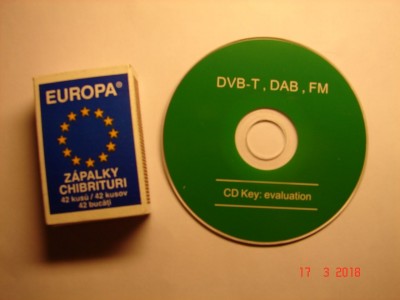 EUROPA®
ZÁPALKY
CHIBRITURI
42 kusů / 42 kusov
42 bucăți
DVB-T , DAB , FM
CD Key: evaluation
17 3 2018